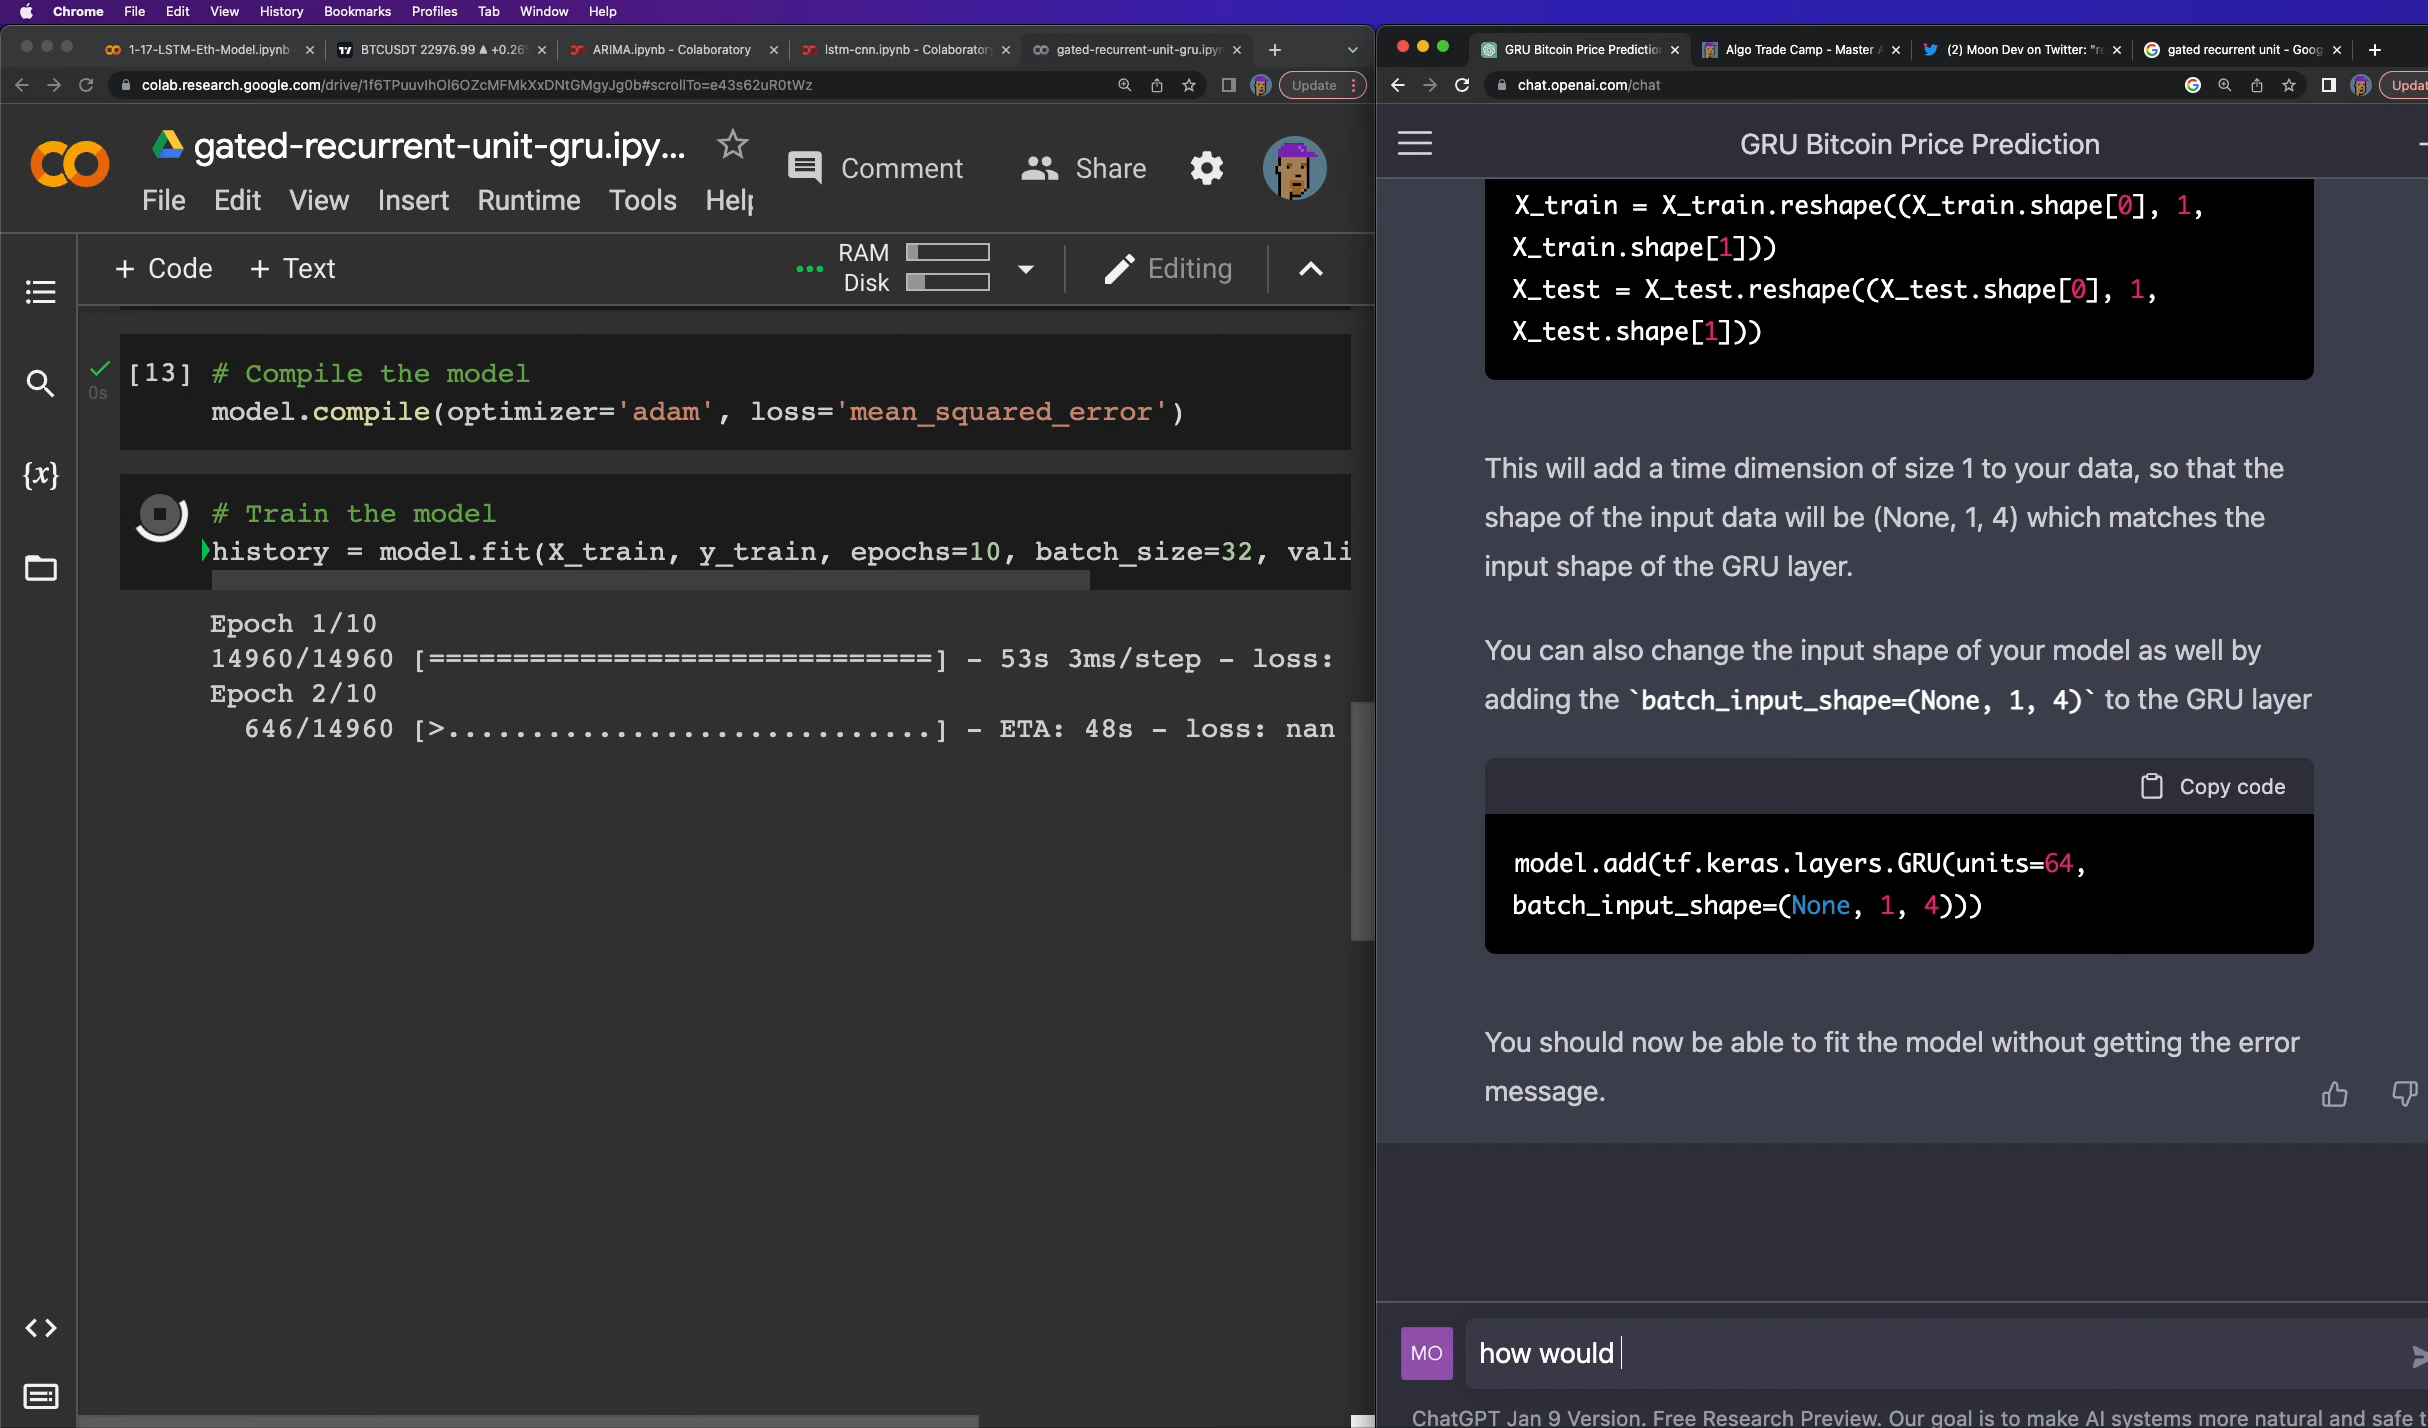 Chrome File Edit View History Bookmarks Profiles Tab Window Help
1-17-LSTM-Eth-Model.ipynb
BTCUSDT 22976.99 ▲ +0.26
ARIMA.ipynb - Colaboratory
lstm-cnn.ipynb - Colaboratory
gated-recurrent-unit-gru.ipyn
colab.research.google.com/drive/1f6TPuuvIhOl6OZcMFMkXxDNtGMgyJg0b#scrollTo=e43s62uR0tWz
Update
gated-recurrent-unit-gru.ipy...
Comment
Share
File Edit View Insert Runtime Tools Help
+ Code + Text
RAM
Disk
Editing
0s
[13] # Compile the model
model.compile(optimizer='adam', loss='mean_squared_error')
# Train the model
history = model.fit(X_train, y_train, epochs=10, batch_size=32, vali
Epoch 1/10
14960/14960 [==============================] - 53s 3ms/step - loss:
Epoch 2/10
646/14960 [>.............................] - ETA: 48s - loss: nan
{x}
GRU Bitcoin Price Predictio
Algo Trade Camp - Master A
(2) Moon Dev on Twitter: "r
gated recurrent unit - Goog
chat.openai.com/chat
Updat
GRU Bitcoin Price Prediction
X_train = X_train.reshape((X_train.shape[0], 1,
X_train.shape[1]))
X_test = X_test.reshape((X_test.shape[0], 1,
X_test.shape[1]))
This will add a time dimension of size 1 to your data, so that the
shape of the input data will be (None, 1, 4) which matches the
input shape of the GRU layer.
You can also change the input shape of your model as well by
adding the `batch_input_shape=(None, 1, 4)` to the GRU layer
Copy code
model.add(tf.keras.layers.GRU(units=64,
batch_input_shape=(None, 1, 4)))
You should now be able to fit the model without getting the error
message.
MO
how would
ChatGPT Jan 9 Version. Free Research Preview. Our goal is to make AI systems more natural and safe t